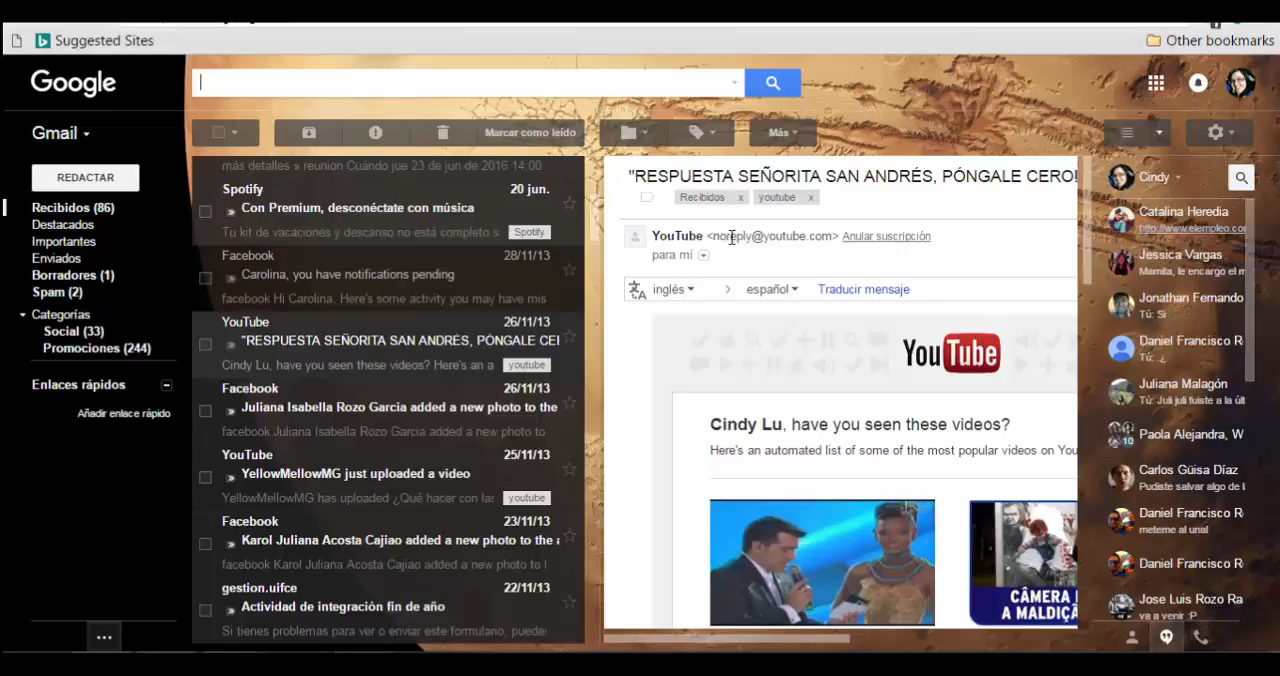 Suggested Sites
Other bookmarks
Google
Gmail
Marcar como leído
Más
REDACTAR
Recibidos (86)
Destacados
Importantes
Enviados
Borradores (1)
Spam (2)
Categorías
Social (33)
Promociones (244)
Enlaces rápidos
Añadir enlace rápido
más detalles » reunion Cuándo jue 23 de jun de 2016 14:00
Spotify 20 jun.
Con Premium, desconéctate con música
Tu kit de vacaciones y descanso no está completo s Spotify
Facebook 28/11/13
Carolina, you have notifications pending
facebook Hi Carolina. Here's some activity you may have mis
YouTube 26/11/13
"RESPUESTA SEÑORITA SAN ANDRÉS, PÓNGALE CEI
Cindy Lu, have you seen these videos? Here's an a youtube
Facebook 26/11/13
Juliana Isabella Rozo Garcia added a new photo to the
facebook Juliana Isabella Rozo Garcia added a new photo to
YouTube 25/11/13
YellowMellowMG just uploaded a video
YellowMellowMG has uploaded ¿Qué hacer con las youtube
Facebook 23/11/13
Karol Juliana Acosta Cajiao added a new photo to the
facebook Karol Juliana Acosta Cajiao added a new photo to t
gestion.uifce 22/11/13
Actividad de integración fin de año
Si tienes problemas para ver o enviar este formulario, puede
"RESPUESTA SEÑORITA SAN ANDRÉS, PÓNGALE CERO!
Recibidos x youtube x
YouTube <noreply@youtube.com> Anular suscripción
para mí
inglés > español Traducir mensaje
YouTube
Cindy Lu, have you seen these videos?
Here's an automated list of some of the most popular videos on You
CÂMERA
A MALDIÇ
Cindy
Catalina Heredia
http://www.elempleo.com
Jessica Vargas
Mamita, le encargó el m
Jonathan Fernando
Tú: Si
Daniel Francisco R
Tú: ¿
Juliana Malagón
Tú: Juli juli fuiste a la últ
10 Paola Alejandra, W
Carlos Güisa Díaz
Pudiste salvar algo de l
Daniel Francisco R
meteme al unal
Daniel Francisco R
Jose Luis Rozo Ra
va a venir :P